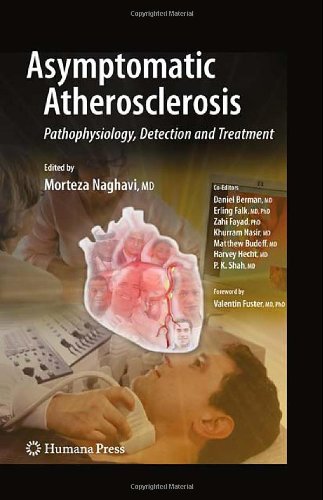 Asymptomatic
Atherosclerosis
Pathophysiology, Detection and Treatment
Edited by
Morteza Naghavi, MD
Co-Editors
Daniel Berman, MD
Erling Falk, MD, PhD
Zahi Fayad, PhD
Khurram Nasir, MD
Matthew Budoff, MD
Harvey Hecht, MD
P. K. Shah, MD
Foreword by
Valentin Fuster, MD, PhD
Humana Press